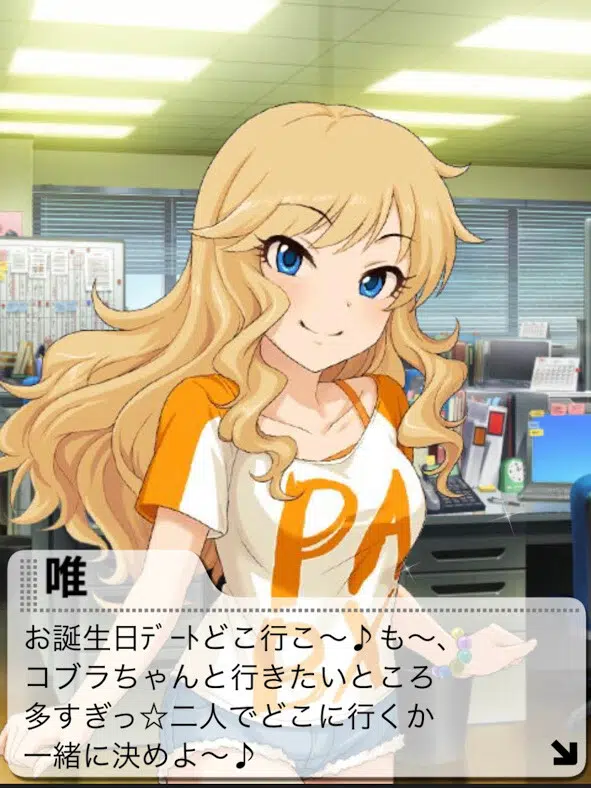 PA
唯
お誕生日ﾃﾞｰﾄどこ行こ～♪も～、
コブラちゃんと行きたいところ
多すぎっ☆二人でどこに行くか
一緒に決めよ～♪